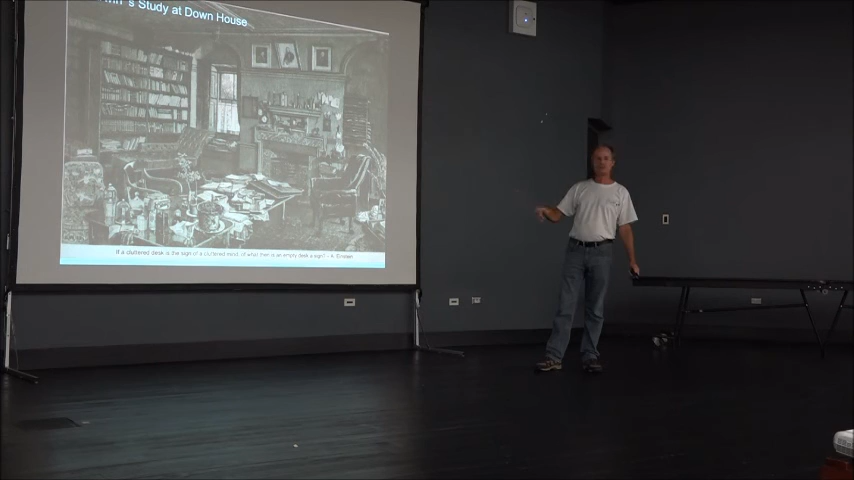 Study at Down House
If a cluttered desk is the sign of a cluttered mind, of what then is an empty desk a sign? - A. Einstein